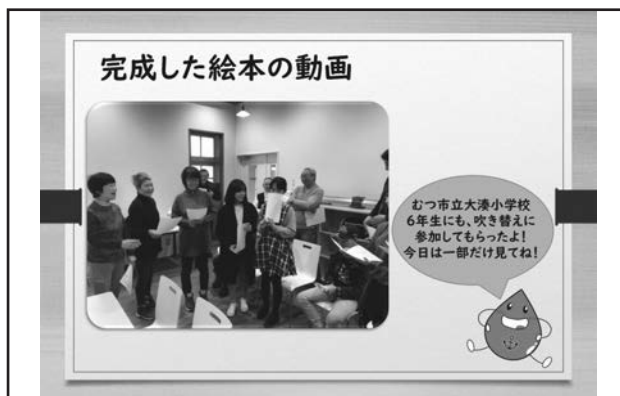 完成した絵本の動画
むつ市立大湊小学校
6年生にも、吹き替えに
参加してもらったよ！
今日は一部だけ見てね！